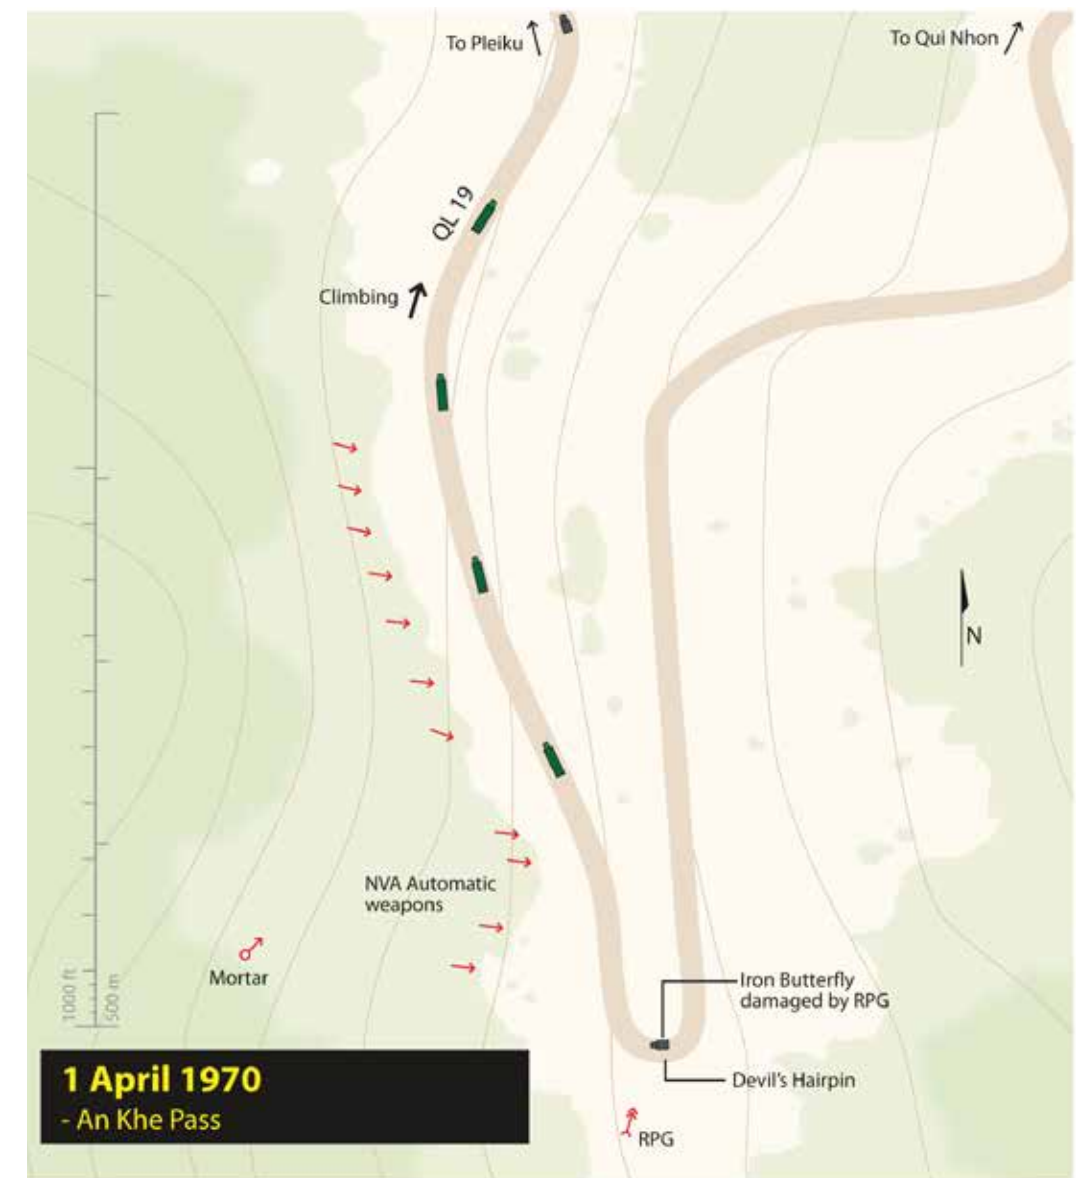 To Pleiku
To Qui Nhon
QL 19
Climbing
N
NVA Automatic
weapons
Mortar
1000 ft
500 m
Iron Butterfly
damaged by RPG
Devil's Hairpin
RPG
1 April 1970
- An Khe Pass